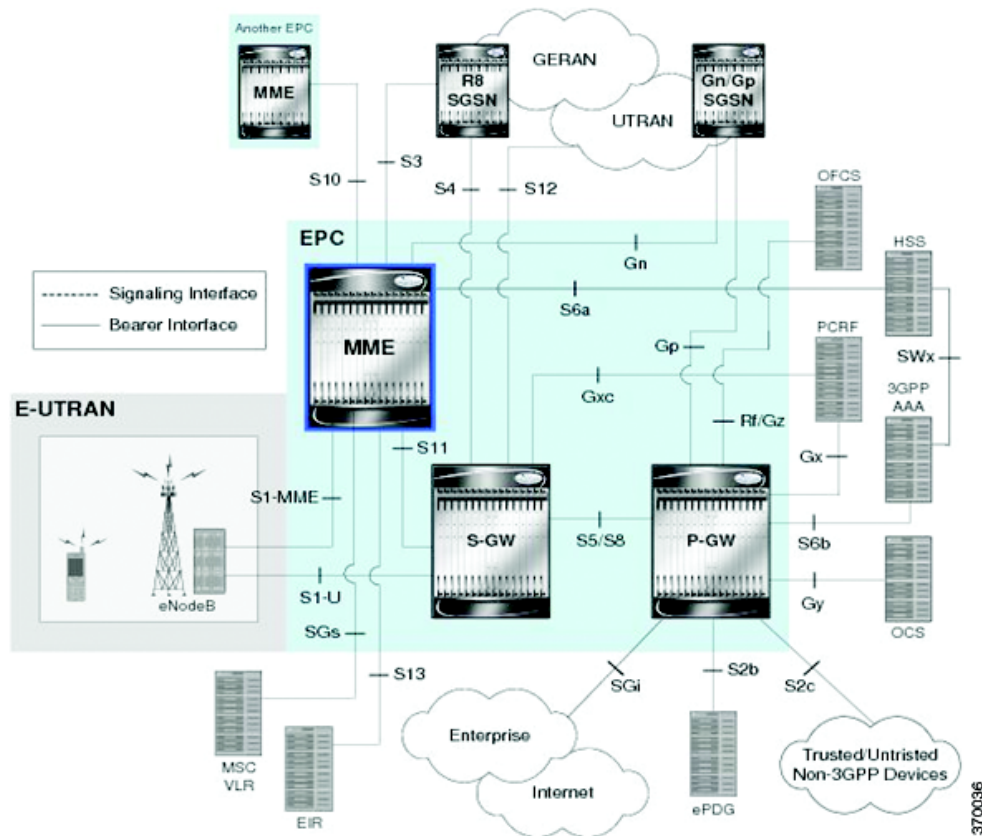 Another EPC
MME
R8
SGSN
GERAN
UTRAN
Gn/Gp
SGSN
S10
S3
S4
S12
OFCS
HSS
EPC
Gn
Signaling Interface
Bearer Interface
MME
S6a
PCRF
Gp
SWx
Gxc
3GPP
AAA
E-UTRAN
Rf/Gz
S11
Gx
S1-MME
S-GW
S5/S8
P-GW
S6b
eNodeB
S1-U
Gy
SGs
OCS
S13
SGi
S2b
S2c
MSC
VLR
EIR
Enterprise
Internet
ePDG
Trusted/Untristed
Non-3GPP Devices
370036